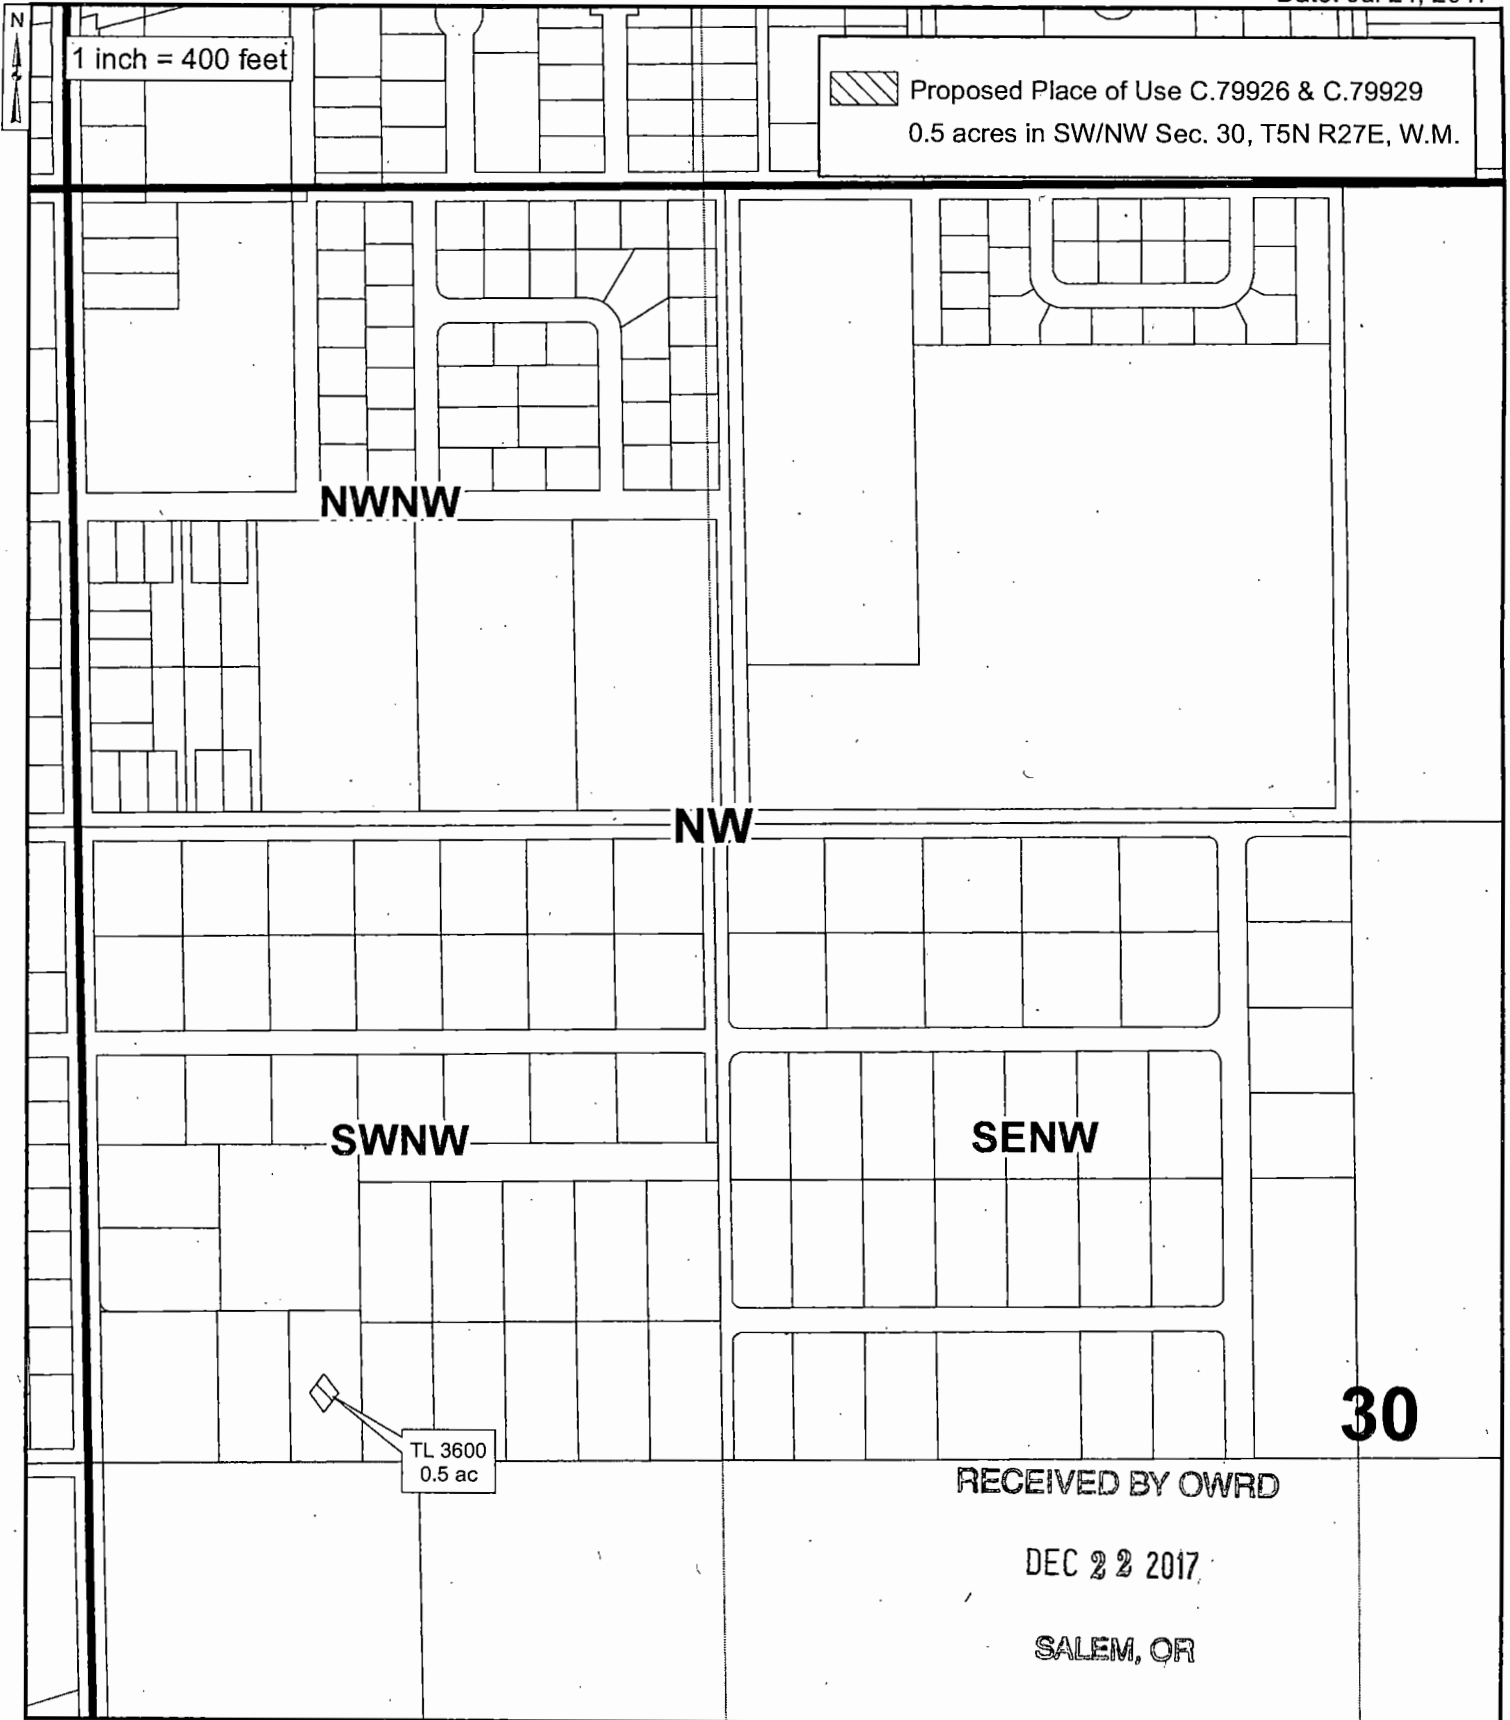 N
1 inch = 400 feet
Proposed Place of Use C.79926 & C.79929
0.5 acres in SW/NW Sec. 30, T5N R27E, W.M.
NWNW
NW
SWNW
SENW
30
TL 3600
0.5 ac
RECEIVED BY OWRD
DEC 22 2017
SALEM, OR